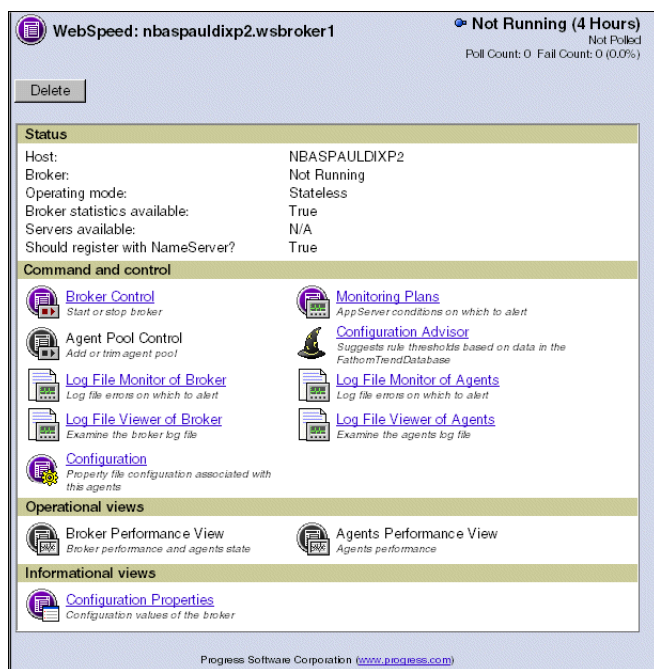 WebSpeed: nbaspauldixp2.wsbroker1
Not Running (4 Hours)
Not Polled
Poll Count: 0 Fail Count: 0 (0.0%)
Delete
Status
Host: NBASPAULDIXP2
Broker: Not Running
Operating mode: Stateless
Broker statistics available: True
Servers available: N/A
Should register with NameServer? True
Command and control
Broker Control
Start or stop broker
Monitoring Plans
AppServer conditions on which to alert
Agent Pool Control
Add or trim agent pool
Configuration Advisor
Suggests rule thresholds based on data in the
FathomTrendDatabase
Log File Monitor of Broker
Log file errors on which to alert
Log File Monitor of Agents
Log file errors on which to alert
Log File Viewer of Broker
Examine the broker log file
Log File Viewer of Agents
Examine the agents log file
Configuration
Property file configuration associated with
this agents
Operational views
Broker Performance View
Broker performance and agents state
Agents Performance View
Agents performance
Informational views
Configuration Properties
Configuration values of the broker
Progress Software Corporation (www.progress.com)